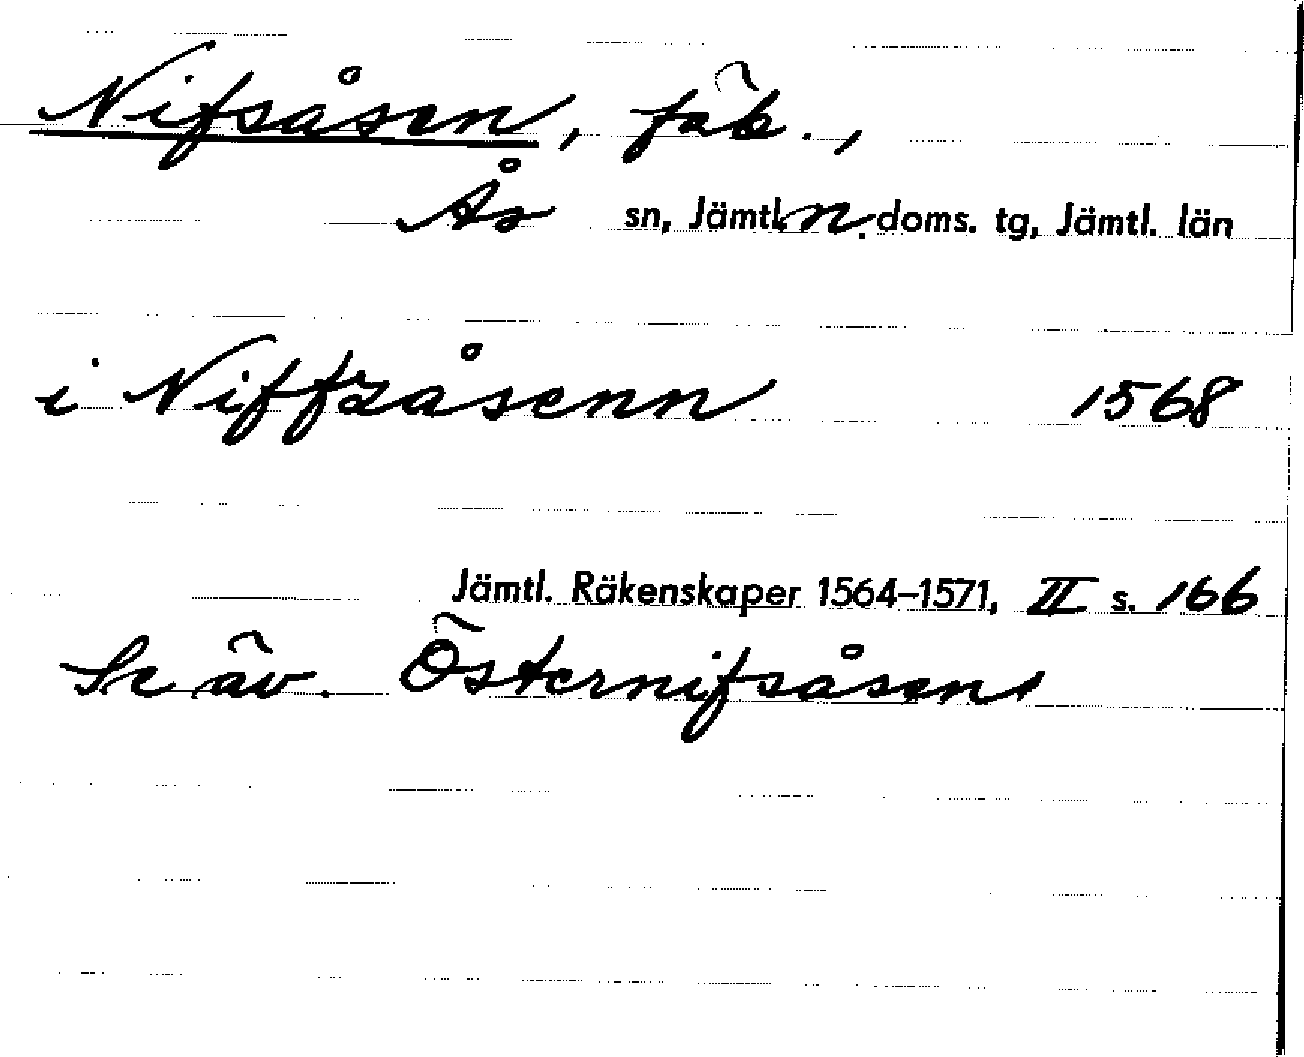 Nifsåsen, fäb.,
Ås sn, Jämtl. n. doms. tg, Jämtl. län
i Niffzåsenn 1568
Jämtl. Räkenskaper 1564–1571, II s. 166
Se äv. Östernifsåsen